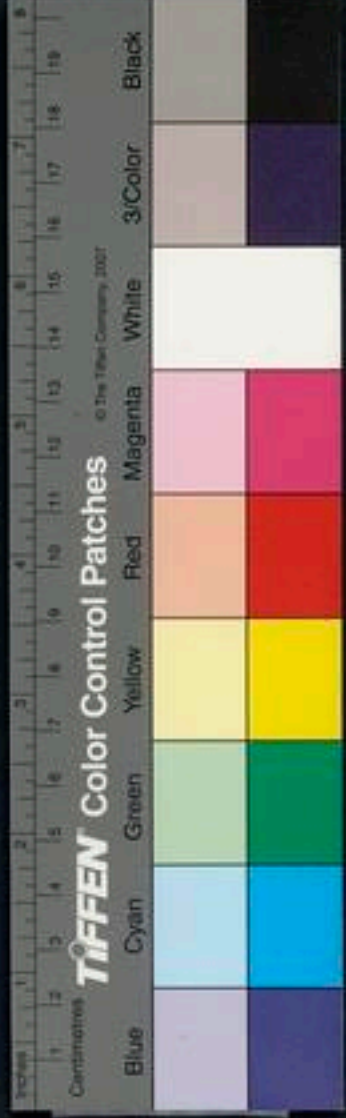 Inches 1 2 3 4 5 6 7 8
Centimetres 1 2 3 4 5 6 7 8 9 10 11 12 13 14 15 16 17 18 19
TIFFEN® Color Control Patches
© The Tiffen Company, 2007
Blue Cyan Green Yellow Red Magenta White 3/Color Black